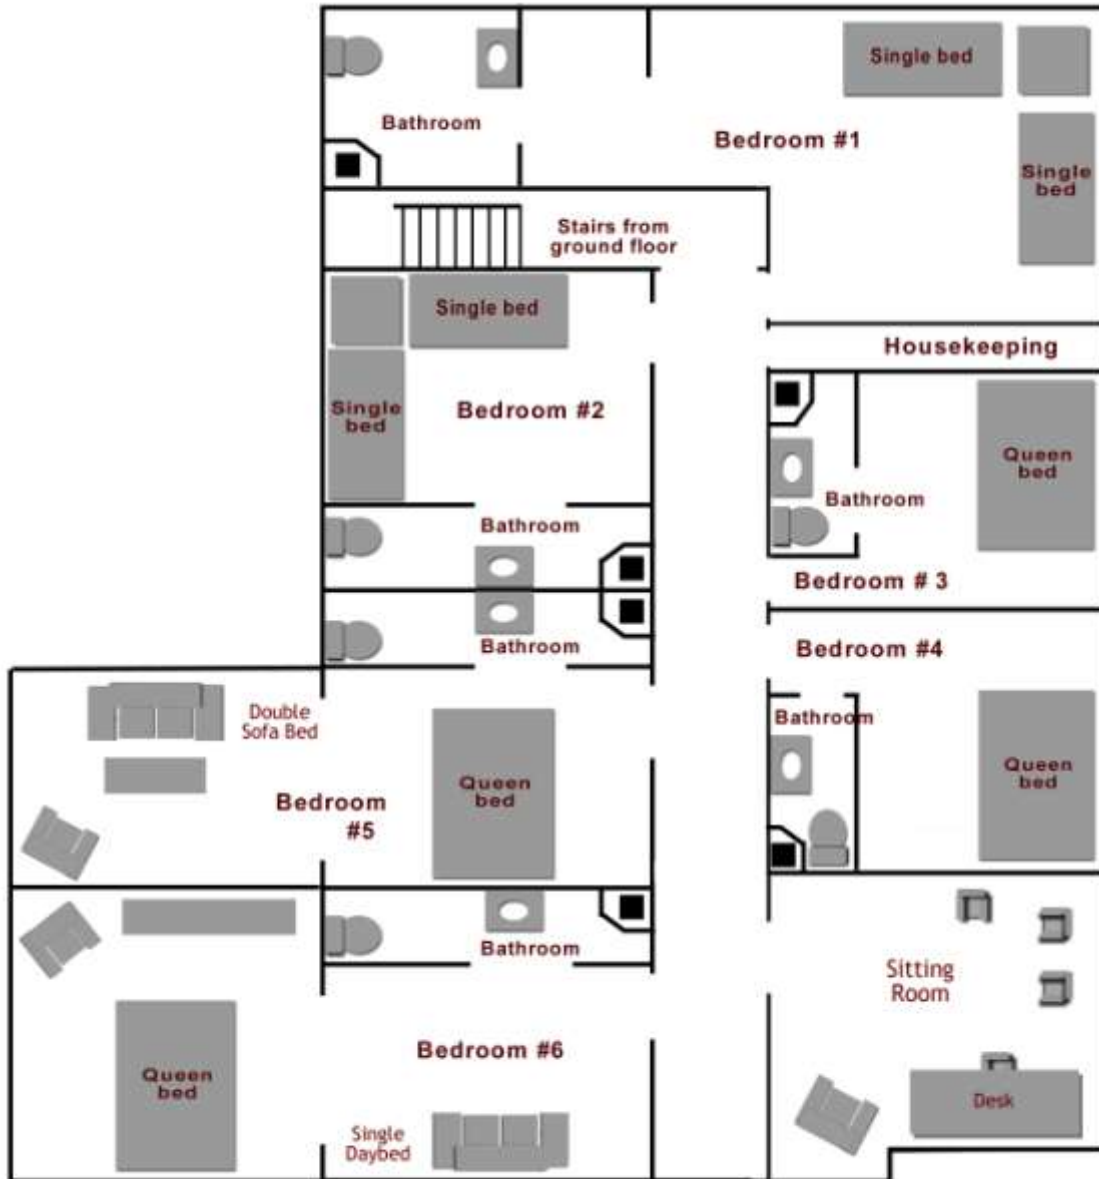 Single bed
Bathroom
Bedroom #1
Single
bed
Stairs from
ground floor
Single bed
Housekeeping
Single
bed
Bedroom #2
Queen
bed
Bathroom
Bathroom
Bedroom # 3
Bathroom
Bedroom #4
Double
Sofa Bed
Bathroom
Queen
bed
Queen
bed
Bedroom
#5
Bathroom
Sitting
Room
Bedroom #6
Queen
bed
Desk
Single
Daybed